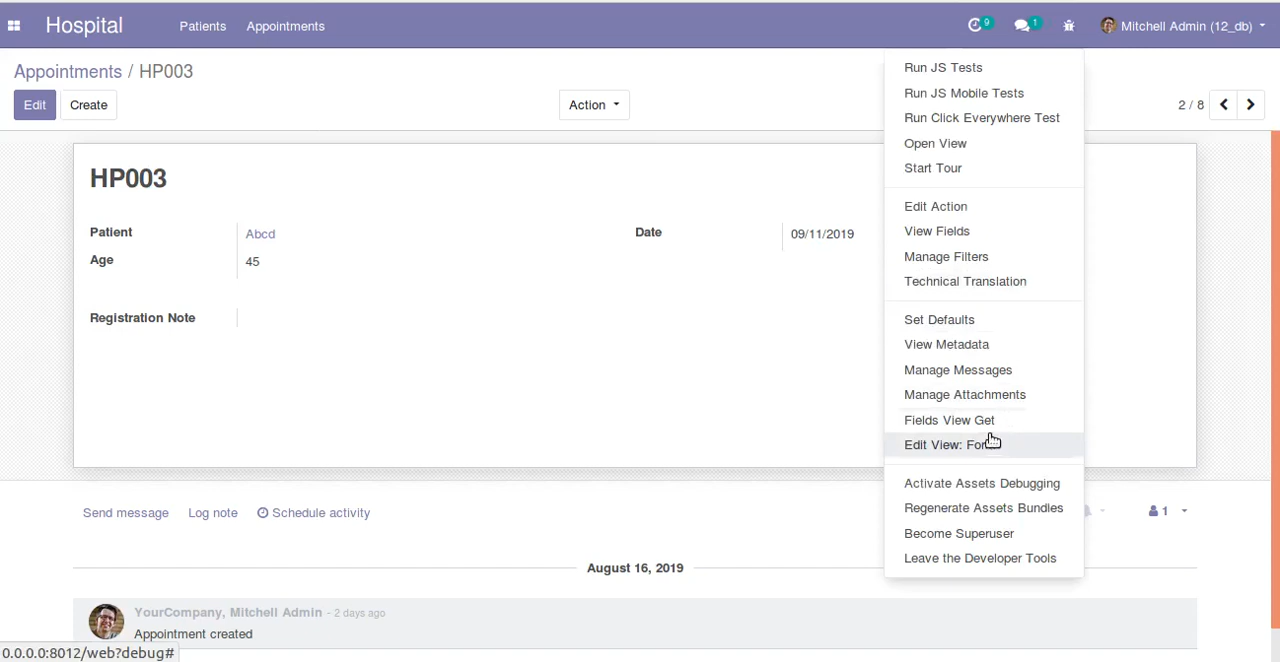 Hospital Patients Appointments 9 1 Mitchell Admin (12_db)
Appointments / HP003
Edit Create Action 2 / 8
Run JS Tests
Run JS Mobile Tests
Run Click Everywhere Test
Open View
Start Tour
Edit Action
View Fields
Manage Filters
Technical Translation
Set Defaults
View Metadata
Manage Messages
Manage Attachments
Fields View Get
Edit View:
Activate Assets Debugging
Regenerate Assets Bundles
Become Superuser
Leave the Developer Tools
HP003
Patient Abcd Date 09/11/2019
Age 45
Registration Note
Send message Log note Schedule activity 1
August 16, 2019
YourCompany, Mitchell Admin - 2 days ago
Appointment created
0.0.0.0:8012/web?debug#